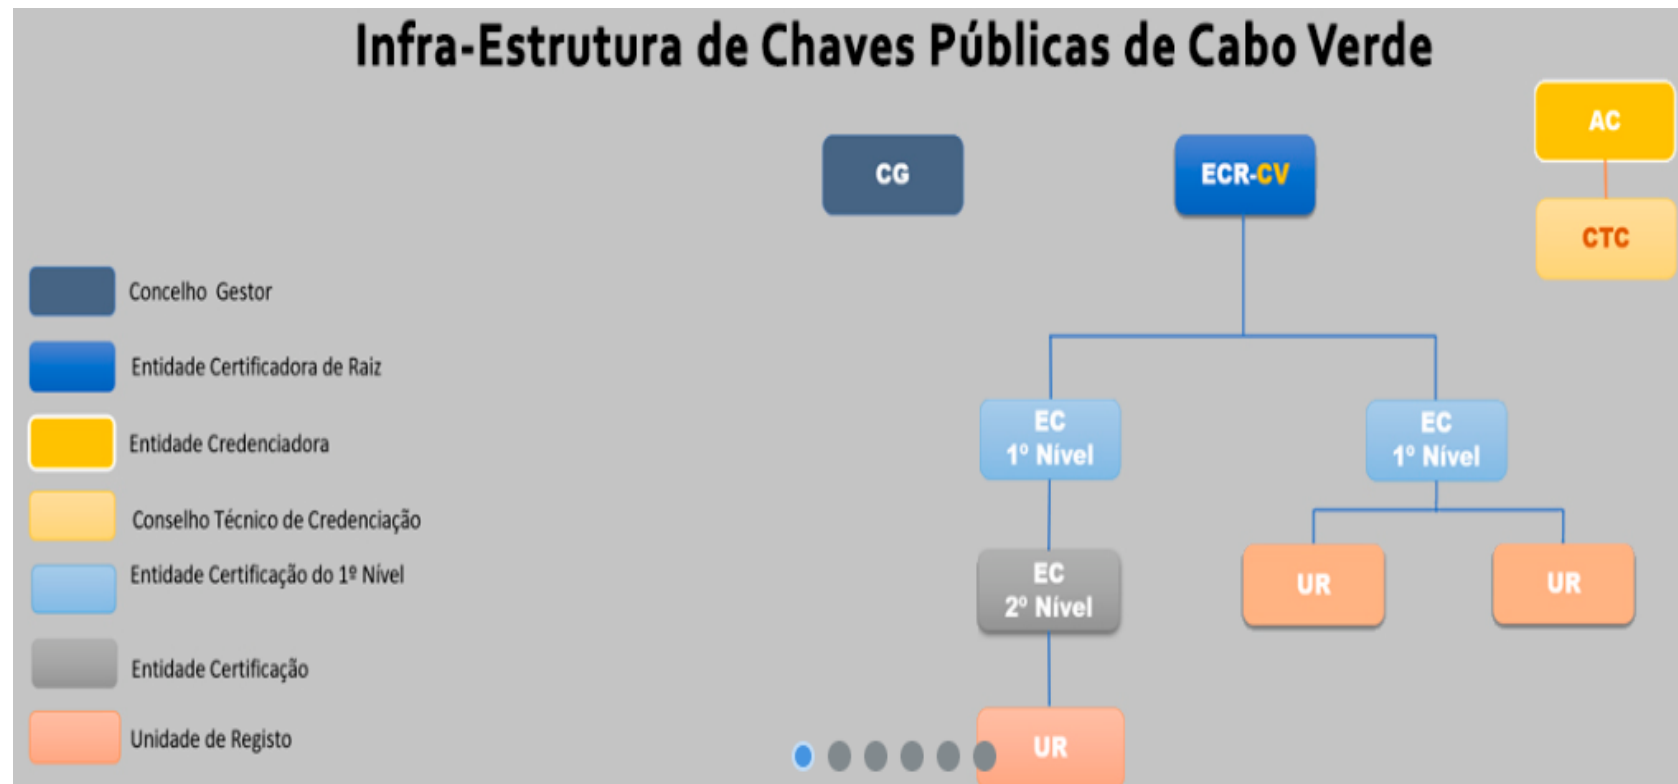 Infra-Estrutura de Chaves Públicas de Cabo Verde
AC
CG
ECR-CV
CTC
Concelho Gestor
Entidade Certificadora de Raiz
Entidade Credenciadora
Conselho Técnico de Credenciação
Entidade Certificação do 1º Nível
Entidade Certificação
Unidade de Registo
EC
1º Nível
EC
1º Nível
EC
2º Nível
UR
UR
UR